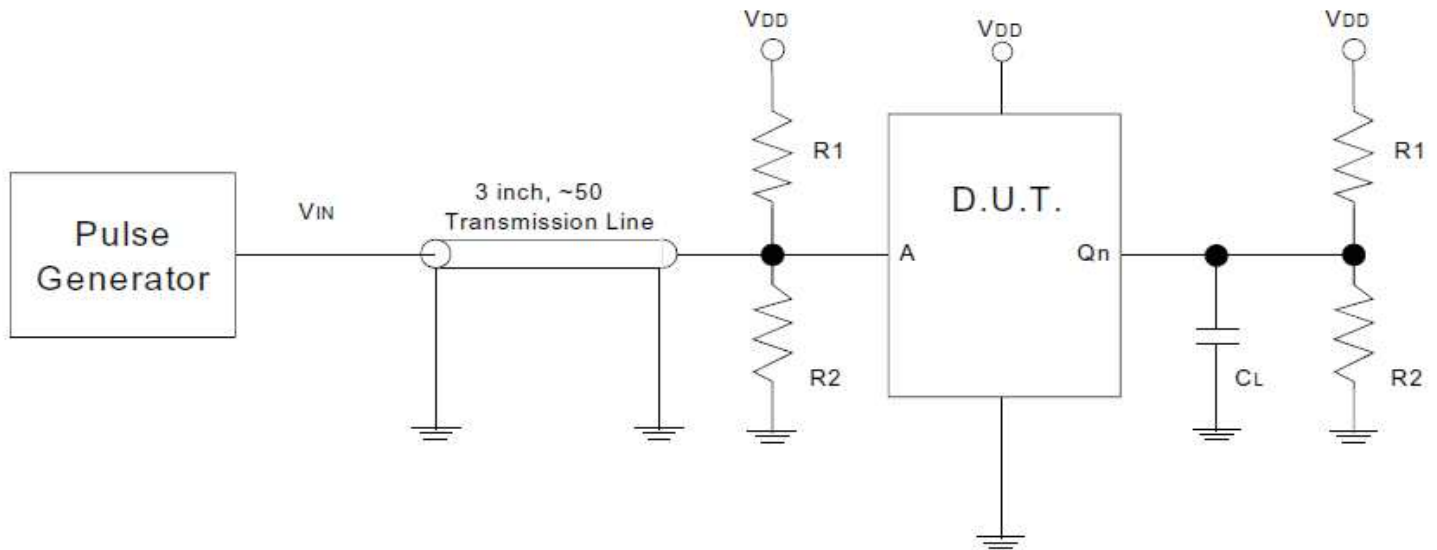 VDD
VDD
VDD
R1
R1
3 inch, ~50
Transmission Line
D.U.T.
VIN
Pulse
Generator
A
Qn
R2
CL
R2